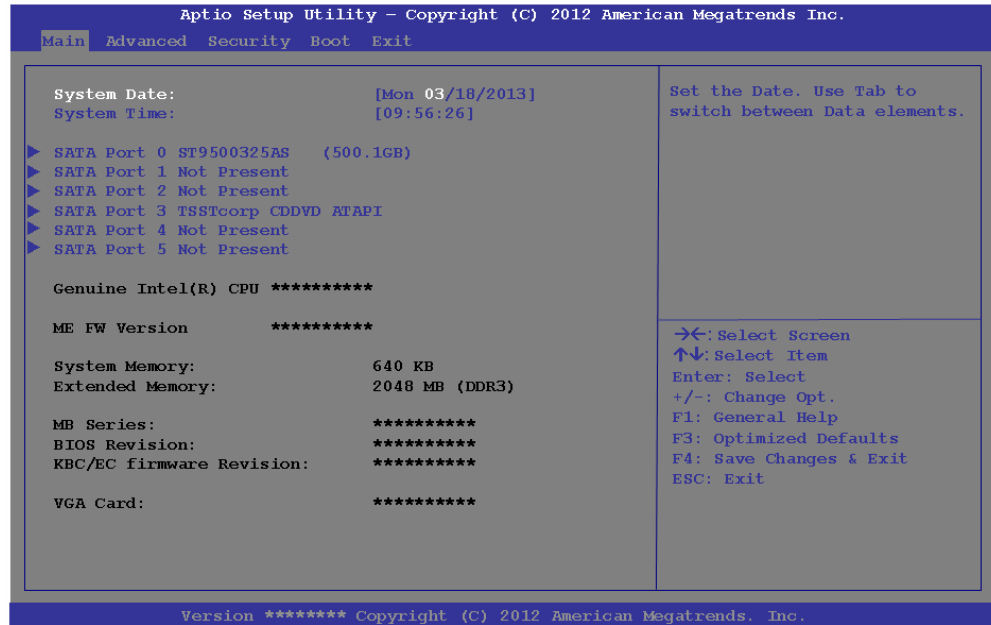 Aptio Setup Utility – Copyright (C) 2012 American Megatrends Inc.
Main Advanced Security Boot Exit
System Date: [Mon 03/18/2013]
System Time: [09:56:26]
SATA Port 0 ST9500325AS (500.1GB)
SATA Port 1 Not Present
SATA Port 2 Not Present
SATA Port 3 TSSTcorp CDDVD ATAPI
SATA Port 4 Not Present
SATA Port 5 Not Present
Genuine Intel(R) CPU **********
ME FW Version **********
System Memory: 640 KB
Extended Memory: 2048 MB (DDR3)
MB Series: **********
BIOS Revision: **********
KBC/EC firmware Revision: **********
VGA Card: **********
Set the Date. Use Tab to
switch between Data elements.
→←:Select Screen
↑↓:Select Item
Enter: Select
+/-: Change Opt.
F1: General Help
F3: Optimized Defaults
F4: Save Changes & Exit
ESC: Exit
Version ******** Copyright (C) 2012 American Megatrends. Inc.